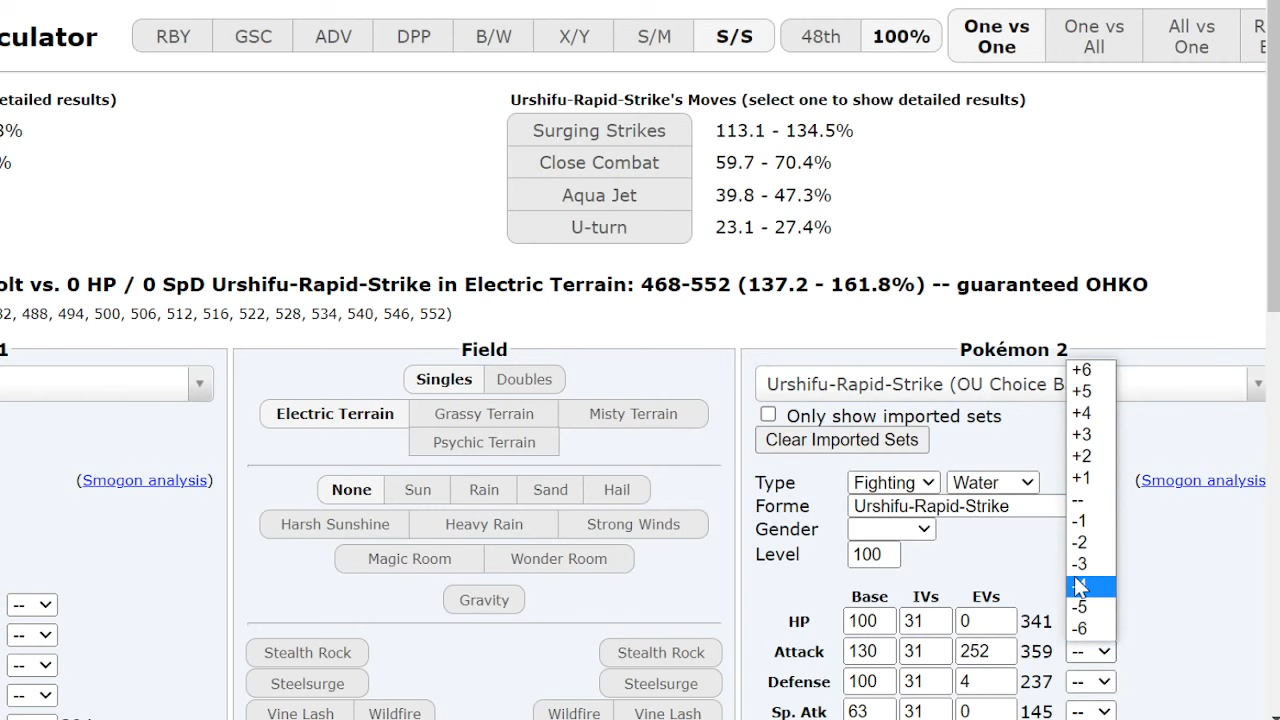 culator RBY GSC ADV DPP B/W X/Y S/M S/S 48th 100% One vs One One vs All All vs One
etailed results)
Urshifu-Rapid-Strike's Moves (select one to show detailed results)
3% Surging Strikes 113.1 - 134.5%
% Close Combat 59.7 - 70.4%
Aqua Jet 39.8 - 47.3%
U-turn 23.1 - 27.4%
olt vs. 0 HP / 0 SpD Urshifu-Rapid-Strike in Electric Terrain: 468-552 (137.2 - 161.8%) -- guaranteed OHKO
32, 488, 494, 500, 506, 512, 516, 522, 528, 534, 540, 546, 552)
1
(Smogon analysis)
--
--
--
--
Field
Singles Doubles
Electric Terrain Grassy Terrain Misty Terrain
Psychic Terrain
None Sun Rain Sand Hail
Harsh Sunshine Heavy Rain Strong Winds
Magic Room Wonder Room
Gravity
Stealth Rock Stealth Rock
Steelsurge Steelsurge
Vine Lash Wildfire Wildfire Vine Lash
Pokémon 2
Urshifu-Rapid-Strike (OU Choice B
Only show imported sets
Clear Imported Sets
Type Fighting Water (Smogon analysis
Forme Urshifu-Rapid-Strike
Gender
Level 100
Base IVs EVs
HP 100 31 0 341
Attack 130 31 252 359 --
Defense 100 31 4 237 --
Sp. Atk 63 31 0 145 --
+6
+5
+4
+3
+2
+1
--
-1
-2
-3
-5
-6